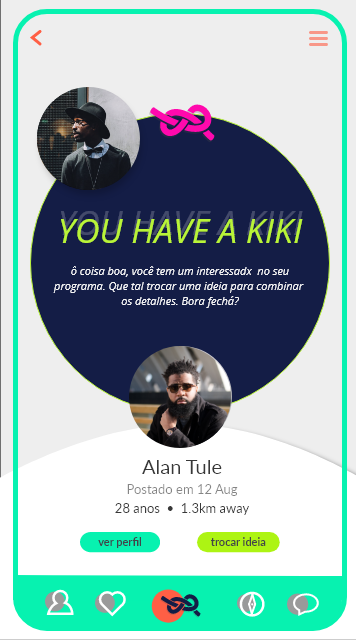 YOU HAVE A KIKI
ô coisa boa, você tem um interessadx no seu
programa. Que tal trocar uma ideia para combinar
os detalhes. Bora fechá?
Alan Tule
Postado em 12 Aug
28 anos • 1.3km away
ver perfil trocar ideia